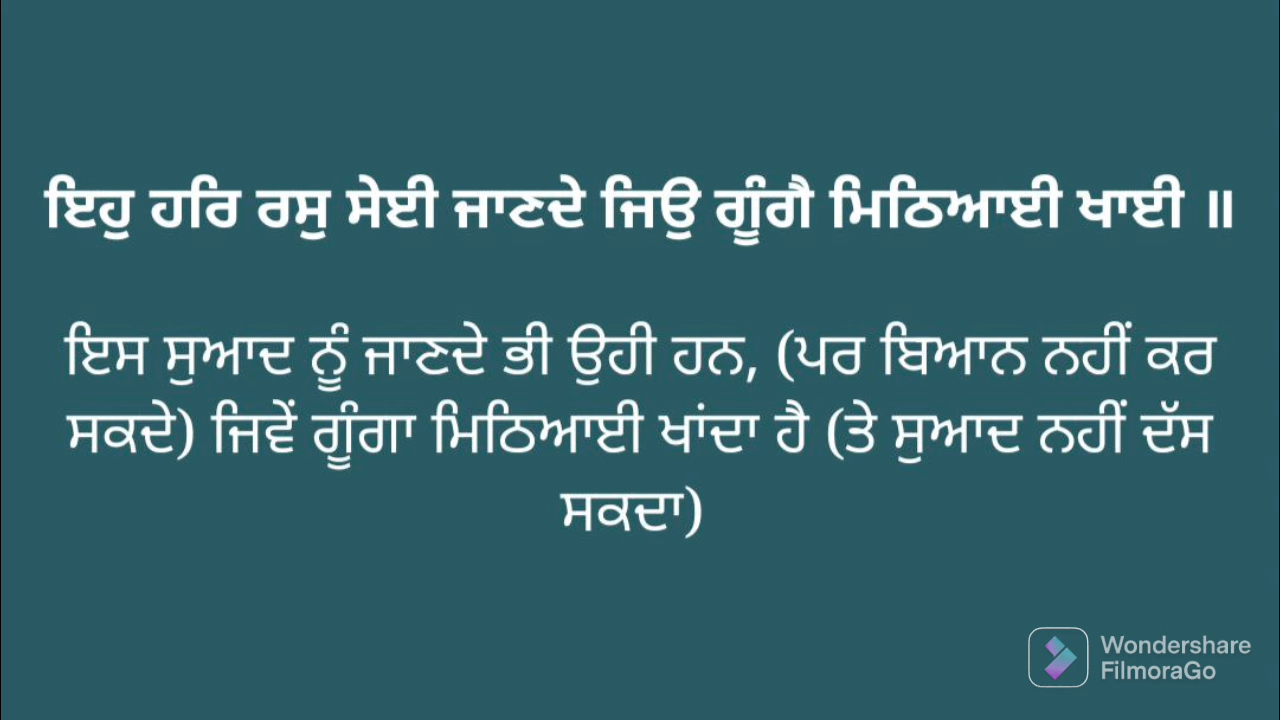 ਇਹੁ ਹਰਿ ਰਸੁ ਸੇਈ ਜਾਣਦੇ ਜਿਉ ਗੂੰਗੈ ਮਿਠਿਆਈ ਖਾਈ ॥
ਇਸ ਸੁਆਦ ਨੂੰ ਜਾਣਦੇ ਭੀ ਉਹੀ ਹਨ, (ਪਰ ਬਿਆਨ ਨਹੀਂ ਕਰ
ਸਕਦੇ) ਜਿਵੇਂ ਗੂੰਗਾ ਮਿਠਿਆਈ ਖਾਂਦਾ ਹੈ (ਤੇ ਸੁਆਦ ਨਹੀਂ ਦੱਸ
ਸਕਦਾ)
Wondershare
FilmoraGo